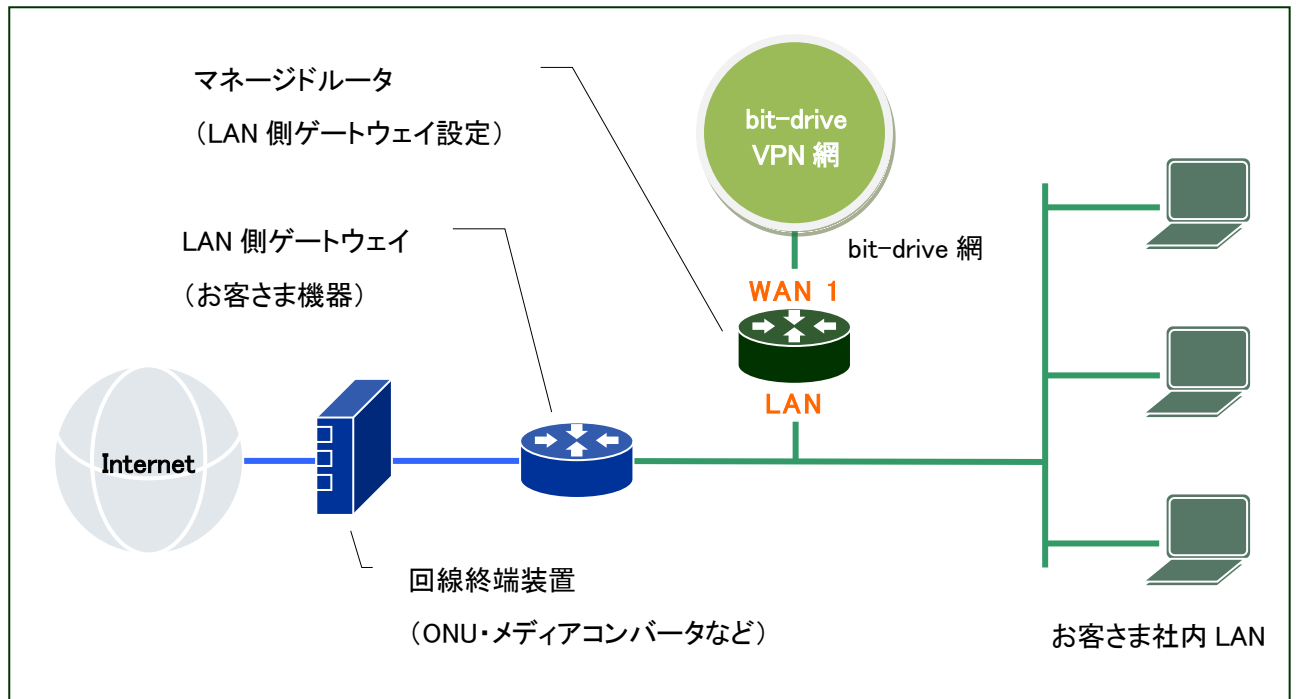 マネージドルータ
（LAN 側ゲートウェイ設定）
bit-drive
VPN 網
LAN 側ゲートウェイ
（お客さま機器）
bit-drive 網
WAN 1
LAN
Internet
回線終端装置
（ONU・メディアコンバータなど）
お客さま社内 LAN